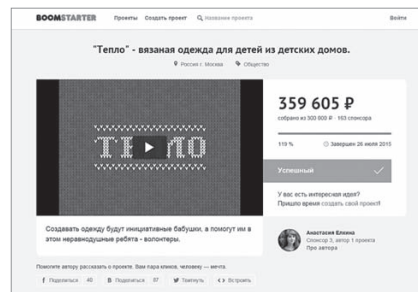 BOOMSTARTER Проекты Создать проект Название проекта Войти
"Тепло" - вязаная одежда для детей из детских домов.
Россия г. Москва Общество
359 605 ₽
собрано из 300 000 ₽ · 163 спонсора
119 % Завершен 26 июля 2015
Успешный
У вас есть интересная идея?
Пришло время создать свой проект!
ТЕПЛО
Создавать одежду будут инициативные бабушки, а помогут им в
этом неравнодушные ребята - волонтеры.
Анастасия Елкина
Спонсор 3, автор 1 проекта
Про автора
Помогите автору рассказать о проекте. Вам пара кликов, человеку — мечта.
Поделиться 40 Поделиться 87 Твитнуть Встроить